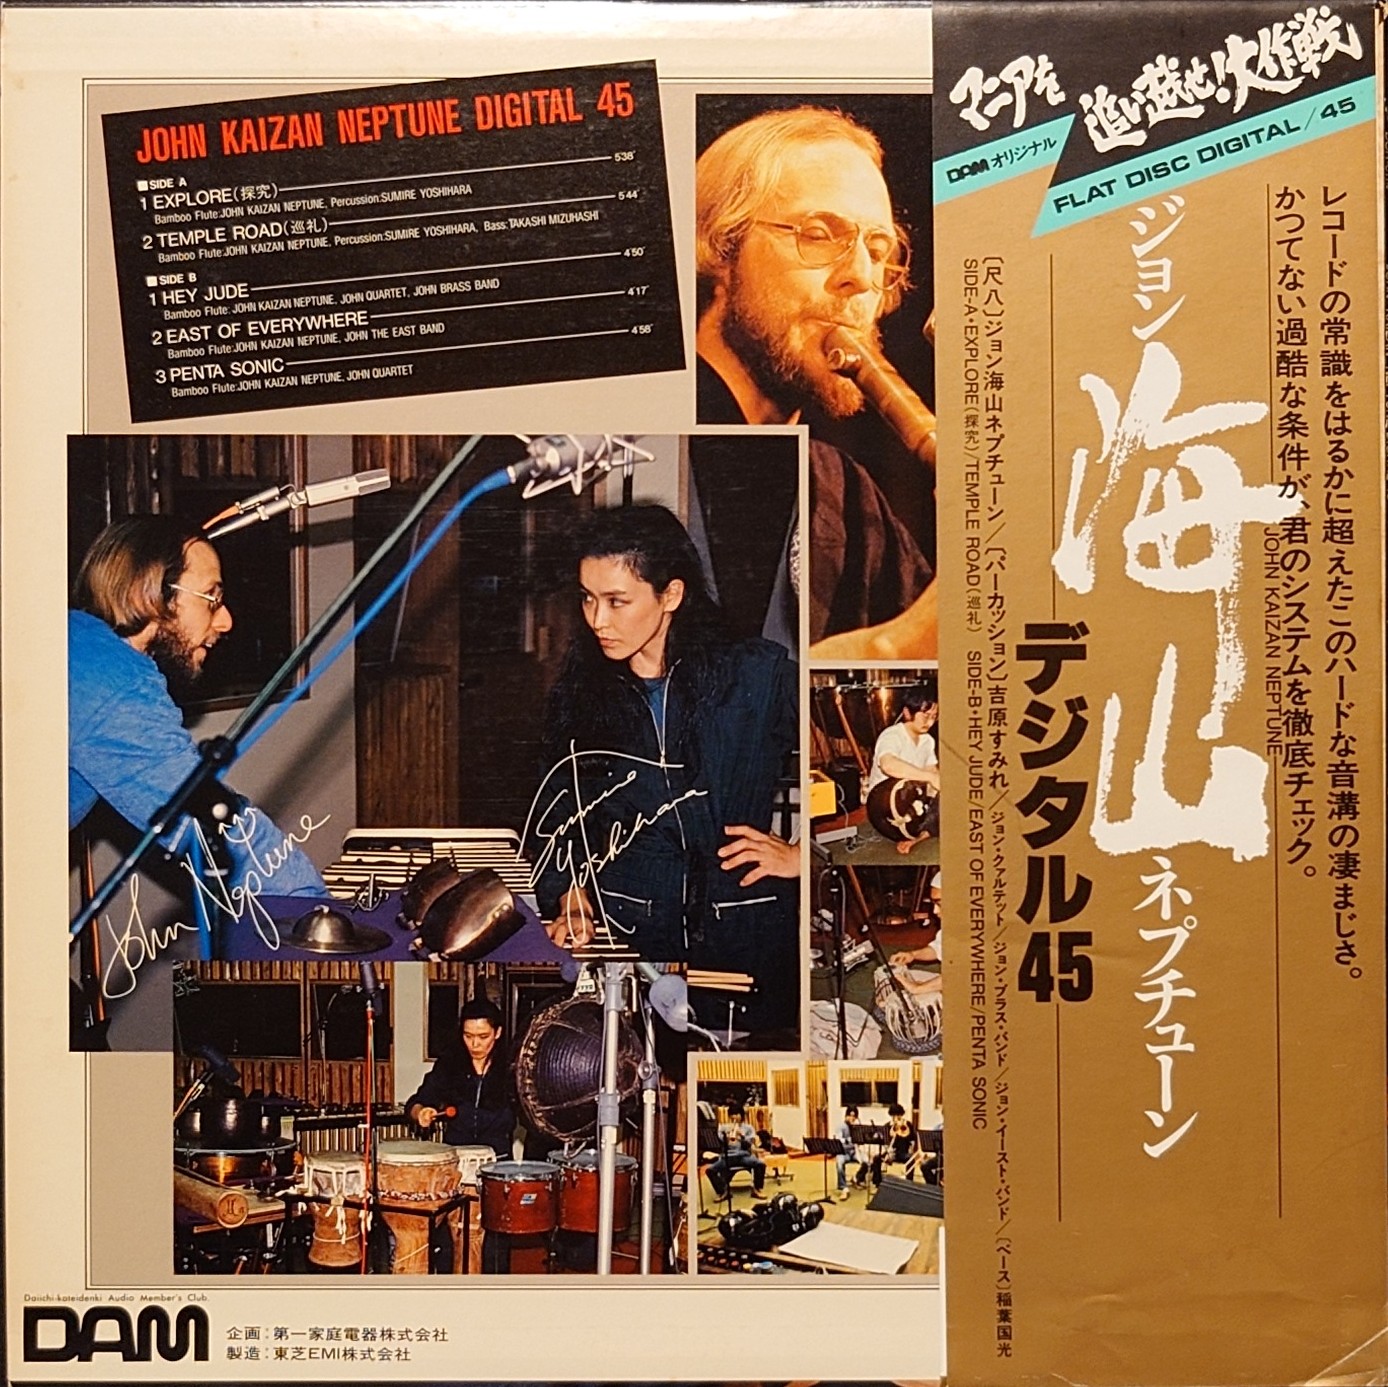 JOHN KAIZAN NEPTUNE DIGITAL 45
■SIDE A
1 EXPLORE(探究) 5'38"
Bamboo Flute:JOHN KAIZAN NEPTUNE, Percussion:SUMIRE YOSHIHARA
2 TEMPLE ROAD(巡礼) 5'44"
Bamboo Flute:JOHN KAIZAN NEPTUNE, Percussion:SUMIRE YOSHIHARA, Bass:TAKASHI MIZUHASHI
■SIDE B
1 HEY JUDE 4'50"
Bamboo Flute: JOHN KAIZAN NEPTUNE, JOHN QUARTET, JOHN BRASS BAND
2 EAST OF EVERYWHERE 4'17"
Bamboo Flute:JOHN KAIZAN NEPTUNE, JOHN THE EAST BAND
3 PENTA SONIC 4'58"
Bamboo Flute:JOHN KAIZAN NEPTUNE, JOHN QUARTET
John Neptune
Sumire Yoshihara
Daiichi-kateidenki Audio Member's Club.
DAM
企画:第一家庭電器株式会社
製造:東芝EMI株式会社
マニアを追い越せ!大作戦
DAMオリジナル
FLAT DISC DIGITAL/45
レコードの常識をはるかに超えたこのハードな音溝の凄まじさ。
かつてない過酷な条件が、君のシステムを徹底チェック。
JOHN KAIZAN NEPTUNE
ジョン海山ネプチューン
デジタル45
〔尺八〕ジョン海山ネプチューン/〔パーカッション〕吉原すみれ/ジョン・クァルテット/ジョン・ブラス・バンド/ジョン・イースト・バンド/〔ベース〕稲葉国光
SIDE-A・EXPLORE(探究)/TEMPLE ROAD(巡礼) SIDE-B・HEY JUDE/EAST OF EVERYWHERE/PENTA SONIC